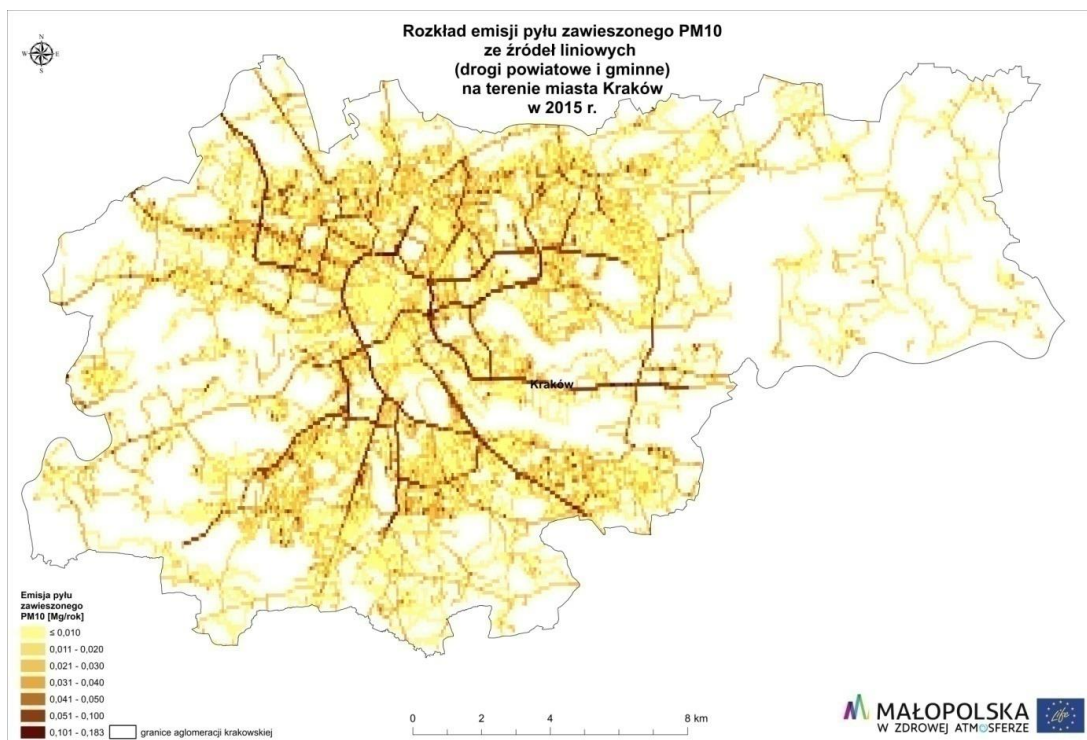 Rozkład emisji pyłu zawieszonego PM10
ze źródeł liniowych
(drogi powiatowe i gminne)
na terenie miasta Kraków
w 2015 r.
N
W
E
S
Kraków
Emisja pyłu
zawieszonego
PM10 [Mg/rok]
≤ 0,010
0,011 - 0,020
0,021 - 0,030
0,031 - 0,040
0,041 - 0,050
0,051 - 0,100
0,101 - 0,183
granice aglomeracji krakowskiej
0 2 4 8 km
MAŁOPOLSKA
W ZDROWEJ ATMOSFERZE
Life